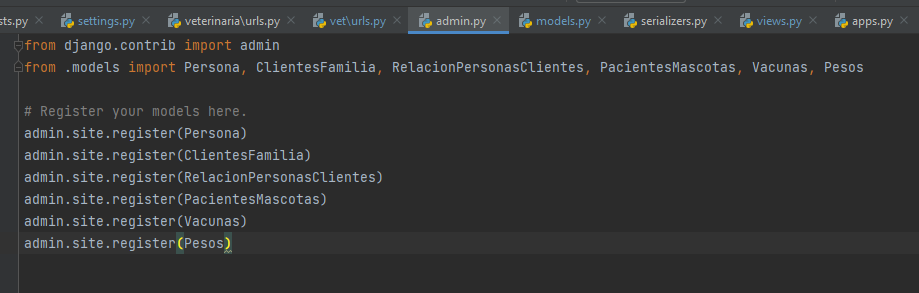 sts.py settings.py veterinaria\urls.py vet\urls.py admin.py models.py serializers.py views.py apps.py
from django.contrib import admin
from .models import Persona, ClientesFamilia, RelacionPersonasClientes, PacientesMascotas, Vacunas, Pesos
# Register your models here.
admin.site.register(Persona)
admin.site.register(ClientesFamilia)
admin.site.register(RelacionPersonasClientes)
admin.site.register(PacientesMascotas)
admin.site.register(Vacunas)
admin.site.register(Pesos)